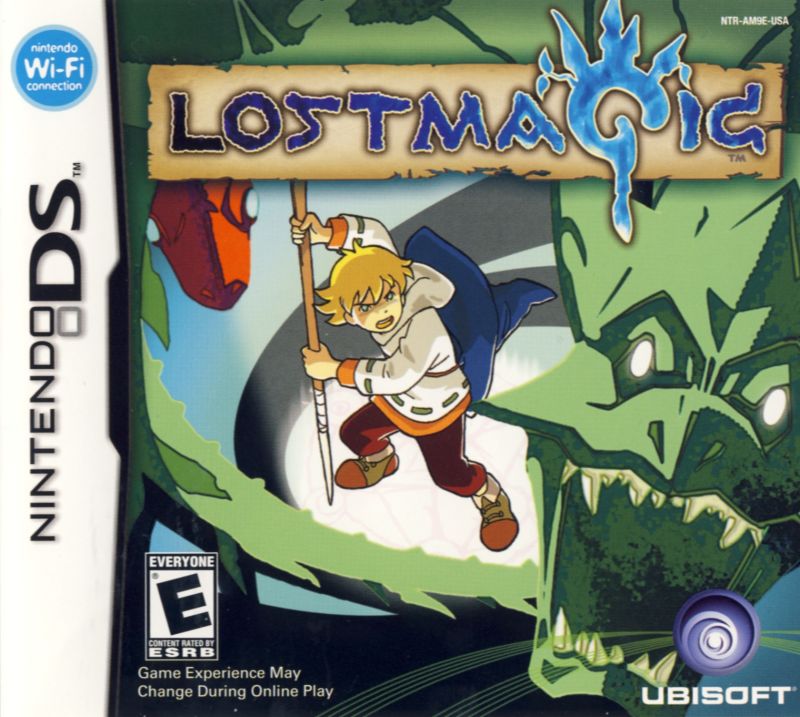 nintendo
Wi-Fi
connection
NTR-AM9E-USA
LOSTMAGIC
TM
NINTENDO DS
TM
EVERYONE
E
®
CONTENT RATED BY
ESRB
Game Experience May
Change During Online Play
UBISOFT®